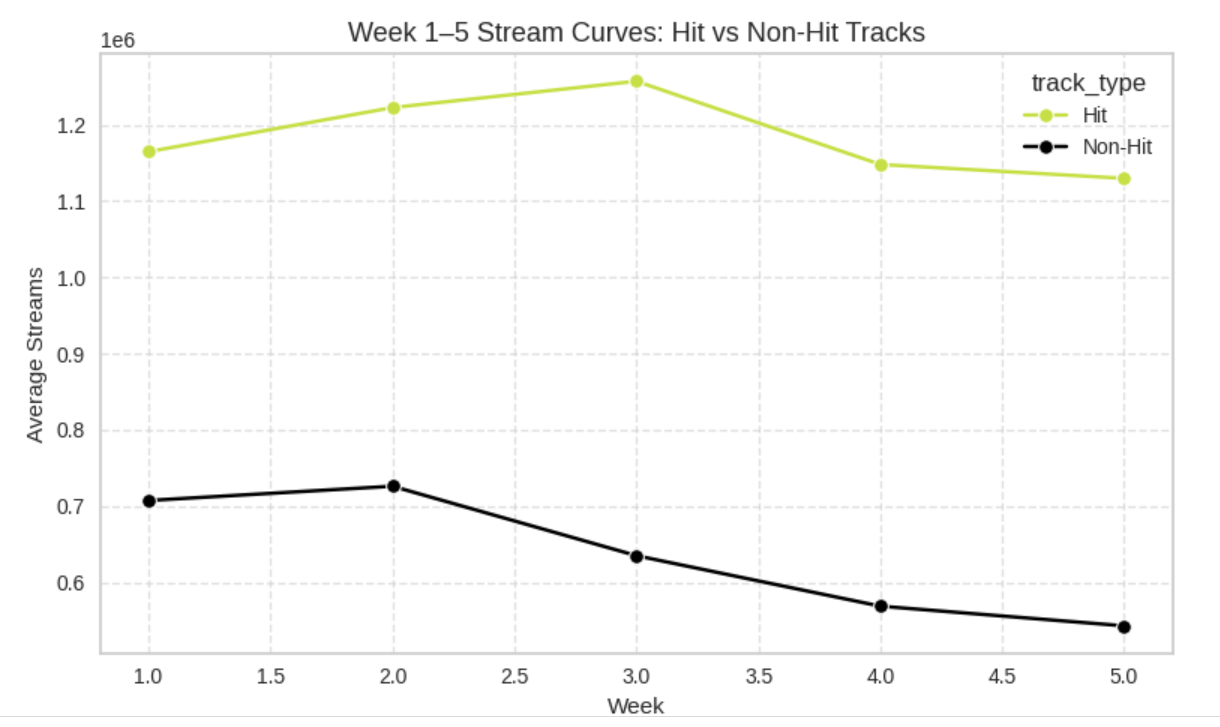 Week 1–5 Stream Curves: Hit vs Non-Hit Tracks
1e6
track_type
Hit
Non-Hit
1.2
1.1
1.0
0.9
0.8
0.7
0.6
Average Streams
1.0 1.5 2.0 2.5 3.0 3.5 4.0 4.5 5.0
Week